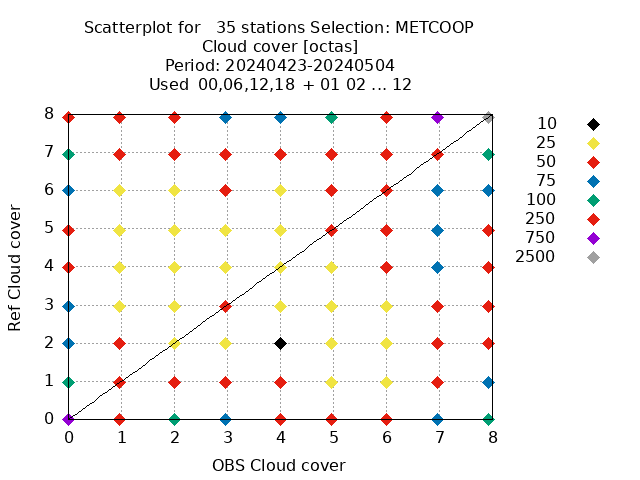 Scatterplot for   35 stations Selection: METCOOP
Cloud cover [octas]
Period: 20240423-20240504
Used 00,06,12,18 + 01 02 ... 12
Ref Cloud cover
8
7
6
5
4
3
2
1
0
0 1 2 3 4 5 6 7 8
OBS Cloud cover
10
25
50
75
100
250
750
2500